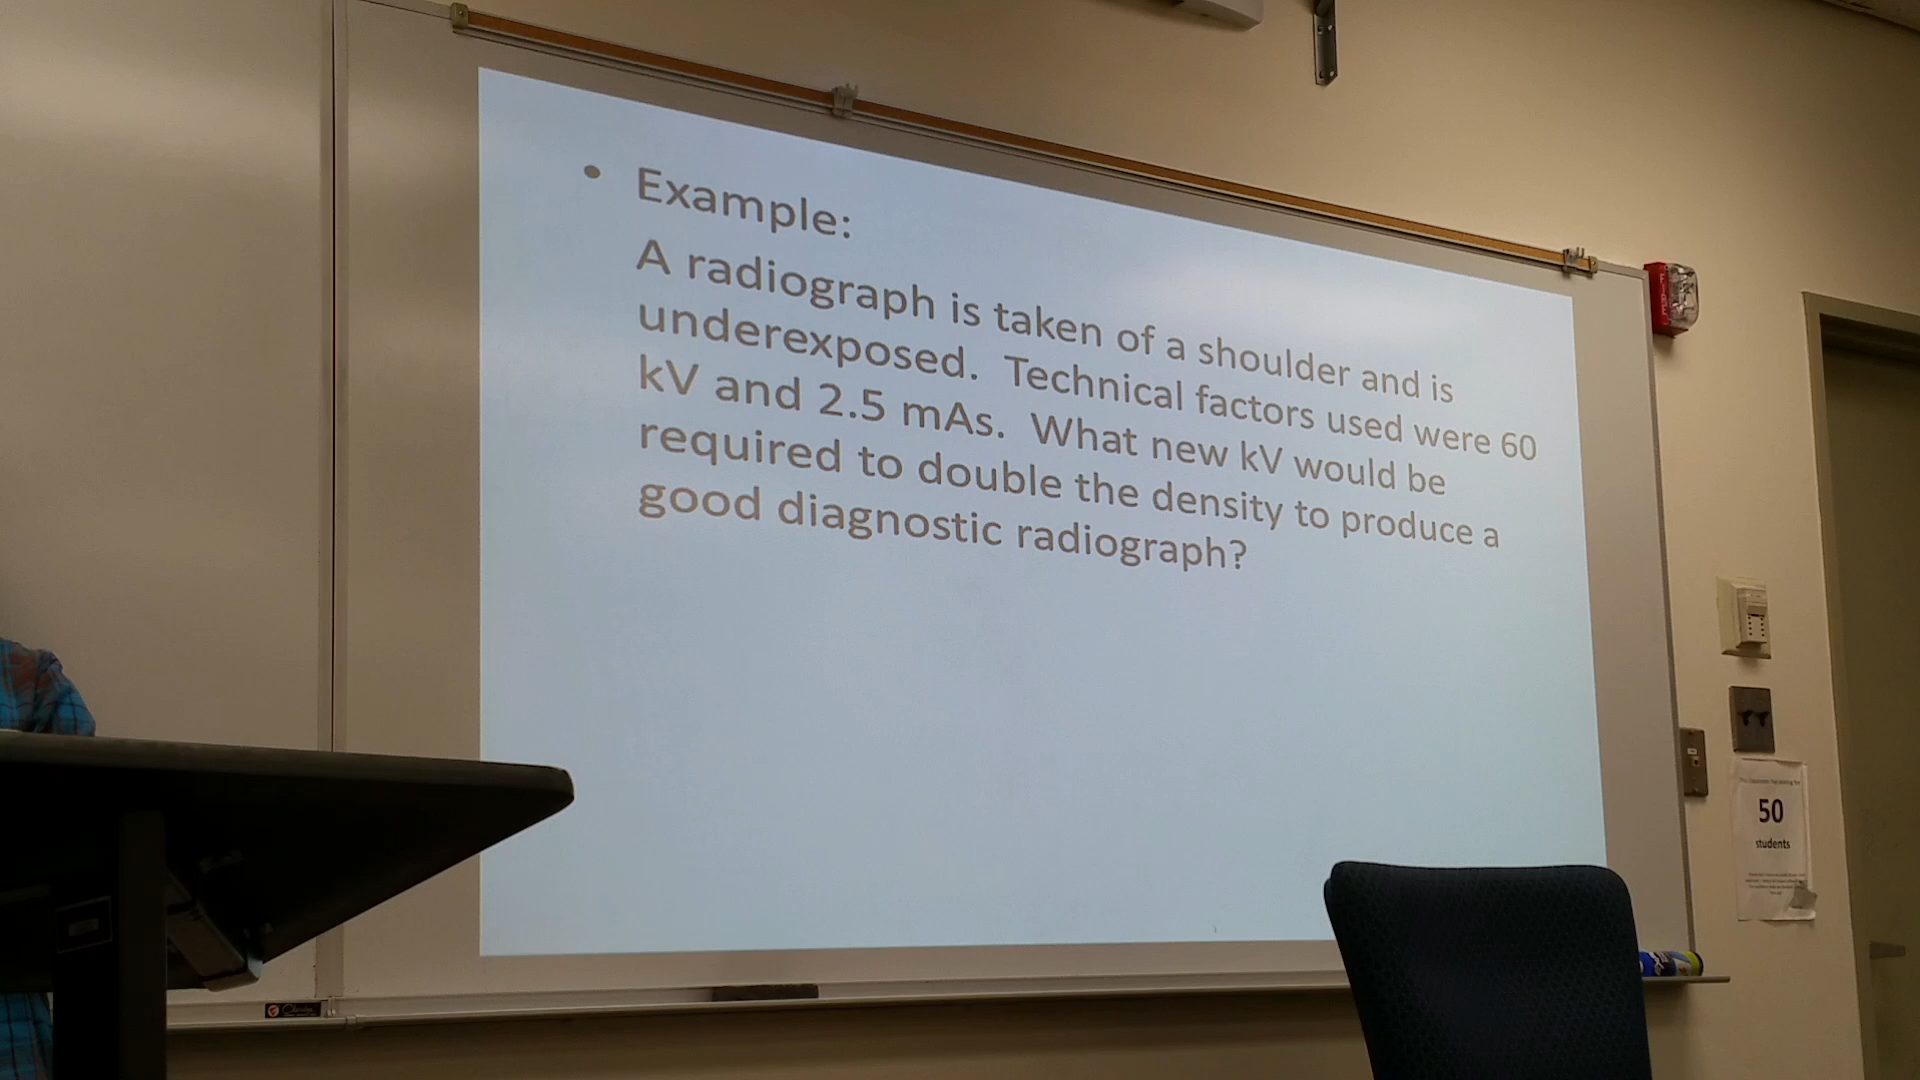 • Example:
A radiograph is taken of a shoulder and is
underexposed. Technical factors used were 60
kV and 2.5 mAs. What new kV would be
required to double the density to produce a
good diagnostic radiograph?
50
students